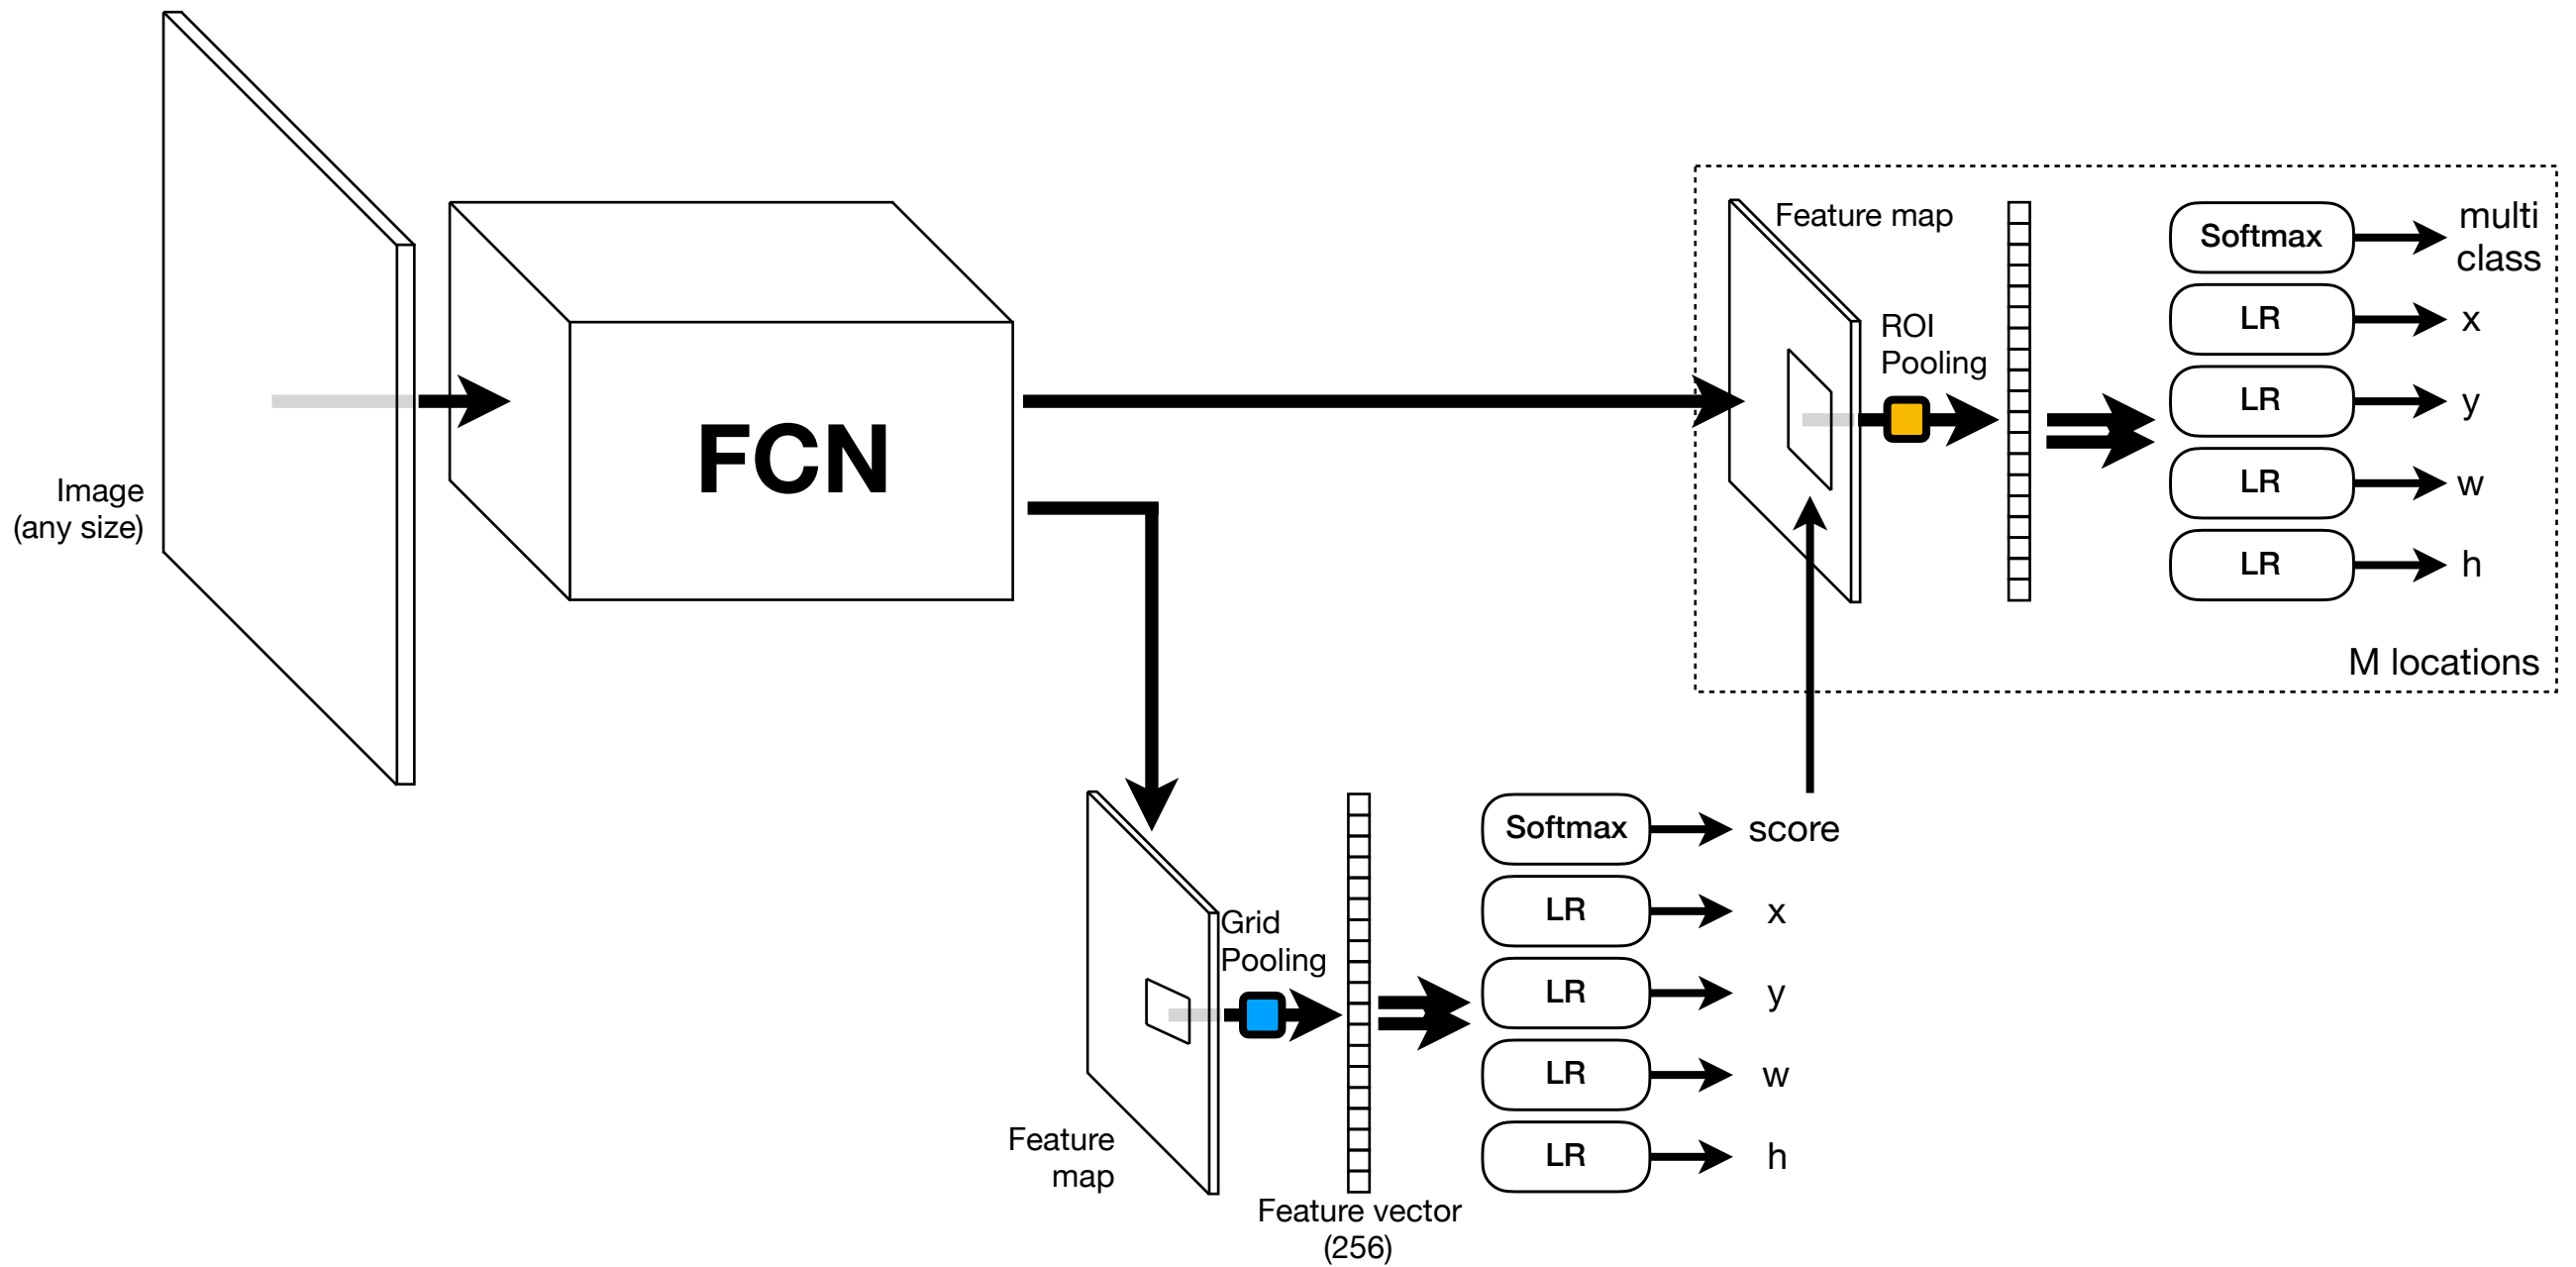 Image
(any size)
FCN
Feature map
ROI
Pooling
Softmax
multi
class
LR
x
LR
y
LR
w
LR
h
M locations
Feature
map
Grid
Pooling
Feature vector
(256)
Softmax
score
LR
x
LR
y
LR
w
LR
h